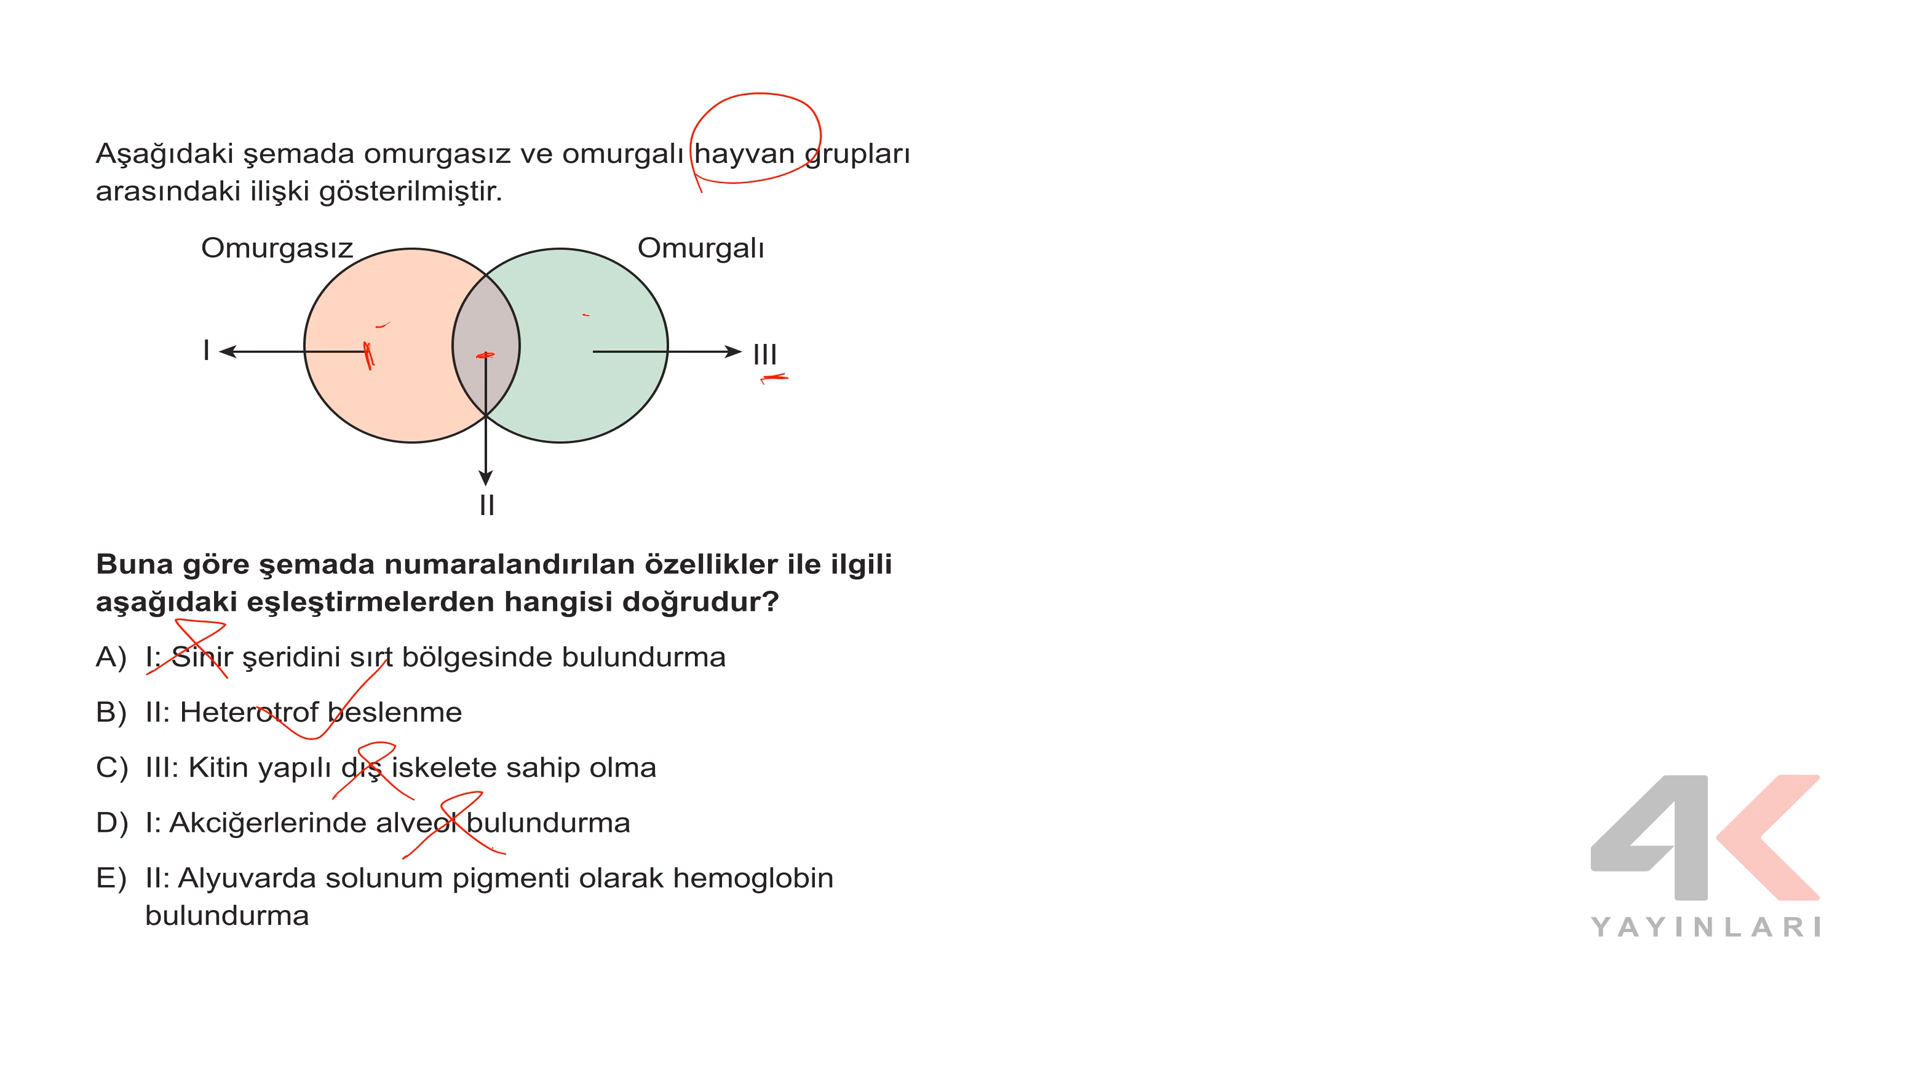 Aşağıdaki şemada omurgasız ve omurgalı hayvan grupları
arasındaki ilişki gösterilmiştir.
Omurgasız
Omurgalı
I
III
II
Buna göre şemada numaralandırılan özellikler ile ilgili
aşağıdaki eşleştirmelerden hangisi doğrudur?
A) I: Sinir şeridini sırt bölgesinde bulundurma
B) II: Heterotrof beslenme
C) III: Kitin yapılı dış iskelete sahip olma
D) I: Akciğerlerinde alveol bulundurma
E) II: Alyuvarda solunum pigmenti olarak hemoglobin
bulundurma
4K
YAYINLARI